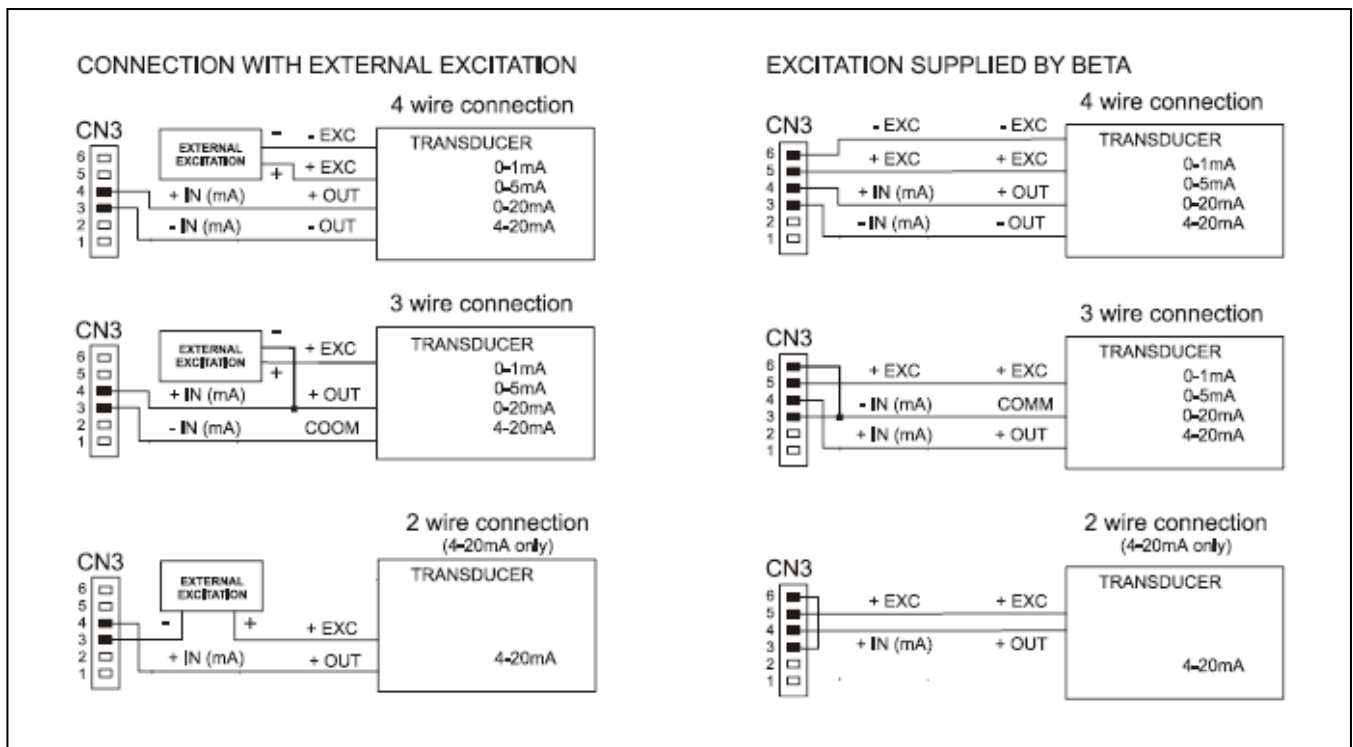 CONNECTION WITH EXTERNAL EXCITATION
4 wire connection
CN3
6
5
4
3
2
1
EXTERNAL
EXCITATION
-
+
- EXC
+ EXC
+ IN (mA)
+ OUT
- IN (mA)
- OUT
TRANSDUCER
0-1mA
0-5mA
0-20mA
4-20mA
3 wire connection
CN3
6
5
4
3
2
1
EXTERNAL
EXCITATION
-
+
+ EXC
+ IN (mA)
+ OUT
- IN (mA)
COOM
TRANSDUCER
0-1mA
0-5mA
0-20mA
4-20mA
2 wire connection
(4-20mA only)
CN3
6
5
4
3
2
1
EXTERNAL
EXCITATION
-
+
+ EXC
+ IN (mA)
+ OUT
TRANSDUCER
4-20mA
EXCITATION SUPPLIED BY BETA
4 wire connection
CN3
6
5
4
3
2
1
- EXC
- EXC
+ EXC
+ EXC
+ IN (mA)
+ OUT
- IN (mA)
- OUT
TRANSDUCER
0-1mA
0-5mA
0-20mA
4-20mA
3 wire connection
CN3
6
5
4
3
2
1
+ EXC
+ EXC
- IN (mA)
COMM
+ IN (mA)
+ OUT
TRANSDUCER
0-1mA
0-5mA
0-20mA
4-20mA
2 wire connection
(4-20mA only)
CN3
6
5
4
3
2
1
+ EXC
+ EXC
+ IN (mA)
+ OUT
TRANSDUCER
4-20mA